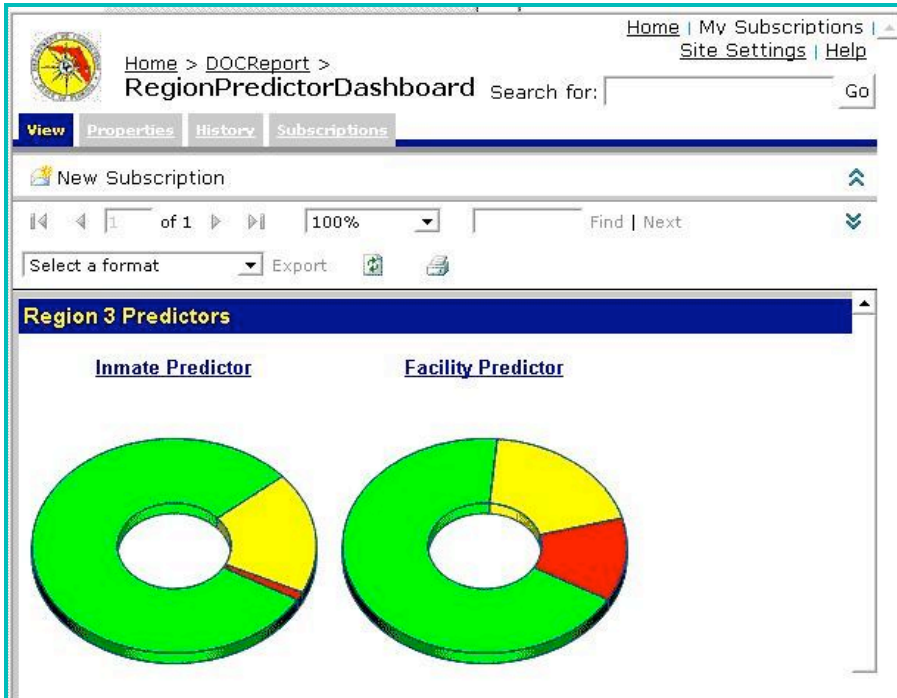 Home | My Subscriptions |
Site Settings | Help
Home > DOCReport >
RegionPredictorDashboard
Search for:
Go
View Properties History Subscriptions
New Subscription
1 of 1 100% Find | Next
Select a format Export
Region 3 Predictors
Inmate Predictor Facility Predictor